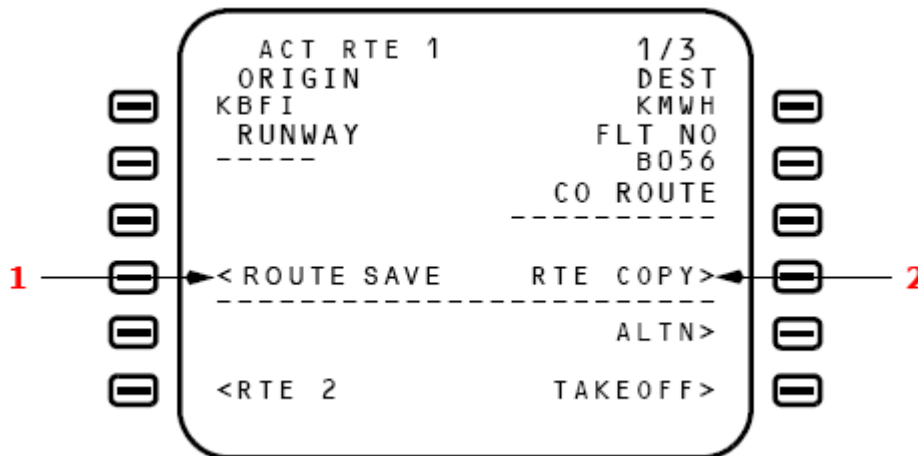 ACT RTE 1 1/3
ORIGIN DEST
KBFI KMWH
RUNWAY FLT NO
----- BO56
CO ROUTE
----------
1 <ROUTE SAVE RTE COPY> 2
------------------------
ALTN>
<RTE 2 TAKEOFF>